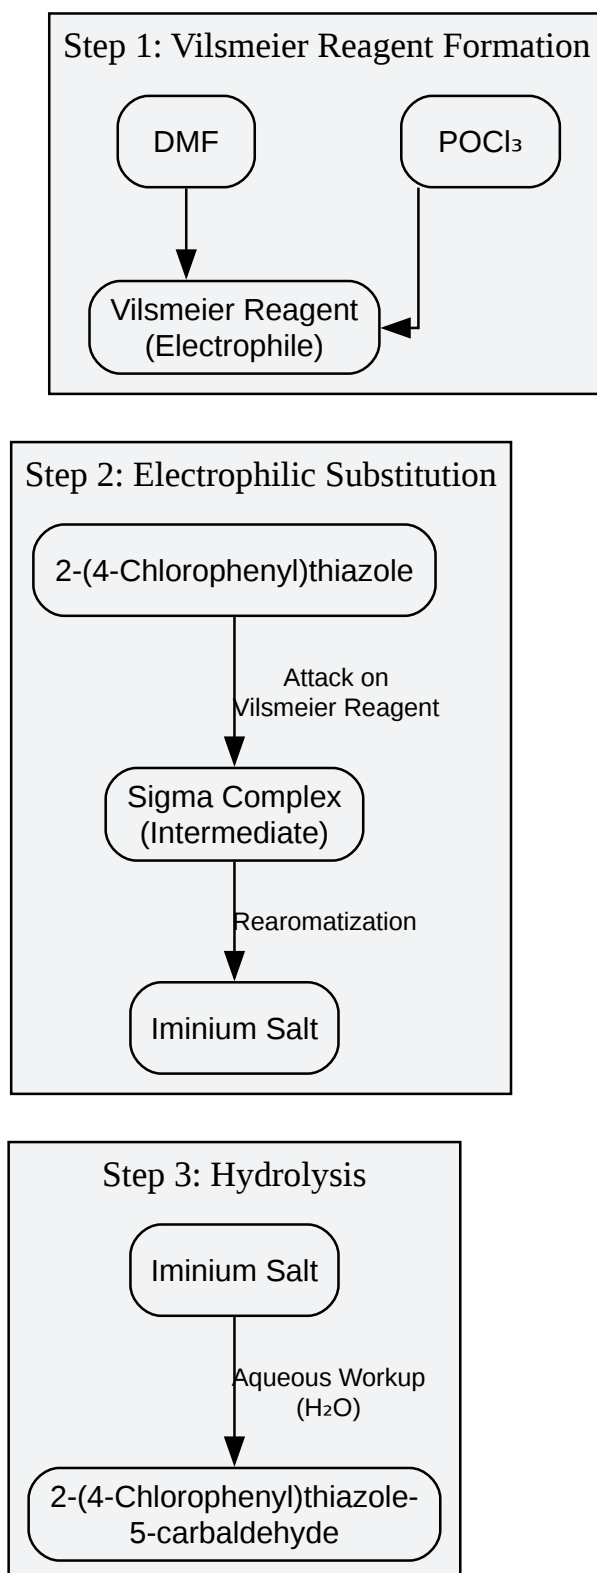 Step 1: Vilsmeier Reagent Formation
DMF
POCl₃
Vilsmeier Reagent
(Electrophile)
Step 2: Electrophilic Substitution
2-(4-Chlorophenyl)thiazole
Attack on
Vilsmeier Reagent
Sigma Complex
(Intermediate)
Rearomatization
Iminium Salt
Step 3: Hydrolysis
Iminium Salt
Aqueous Workup
(H₂O)
2-(4-Chlorophenyl)thiazole-
5-carbaldehyde